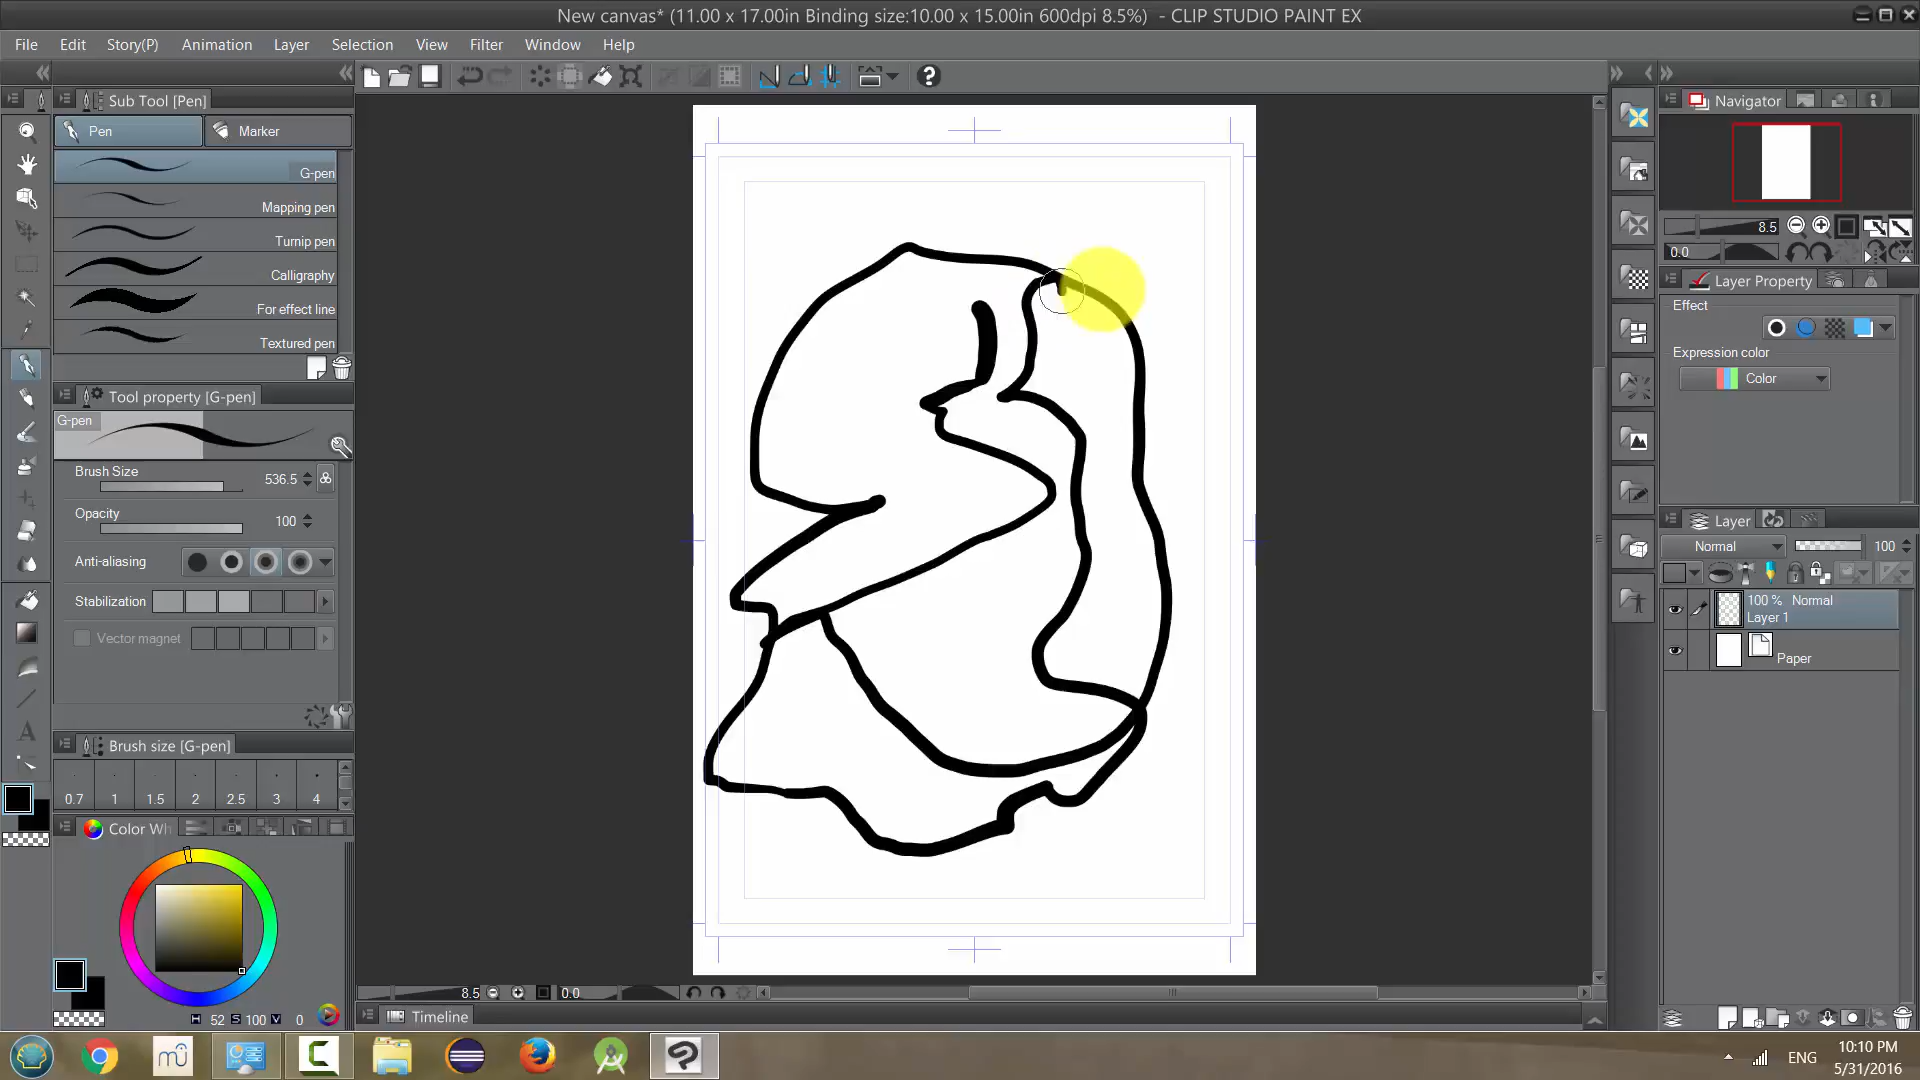 New canvas* (11.00 x 17.00in Binding size:10.00 x 15.00in 600dpi 8.5%) - CLIP STUDIO PAINT EX
File Edit Story(P) Animation Layer Selection View Filter Window Help
Sub Tool [Pen]
Pen Marker
G-pen
Mapping pen
Turnip pen
Calligraphy
For effect line
Textured pen
Tool property [G-pen]
G-pen
Brush Size 536.5
Opacity 100
Anti-aliasing
Stabilization
Vector magnet
Brush size [G-pen]
0.7 1 1.5 2 2.5 3 4
Color Wh
H 52 S 100 V 0
8.5 0.0
Timeline
Navigator
8.5
0.0
Layer Property
Effect
Expression color
Color
Layer
Normal 100
100 % Normal
Layer 1
Paper
ENG
10:10 PM
5/31/2016